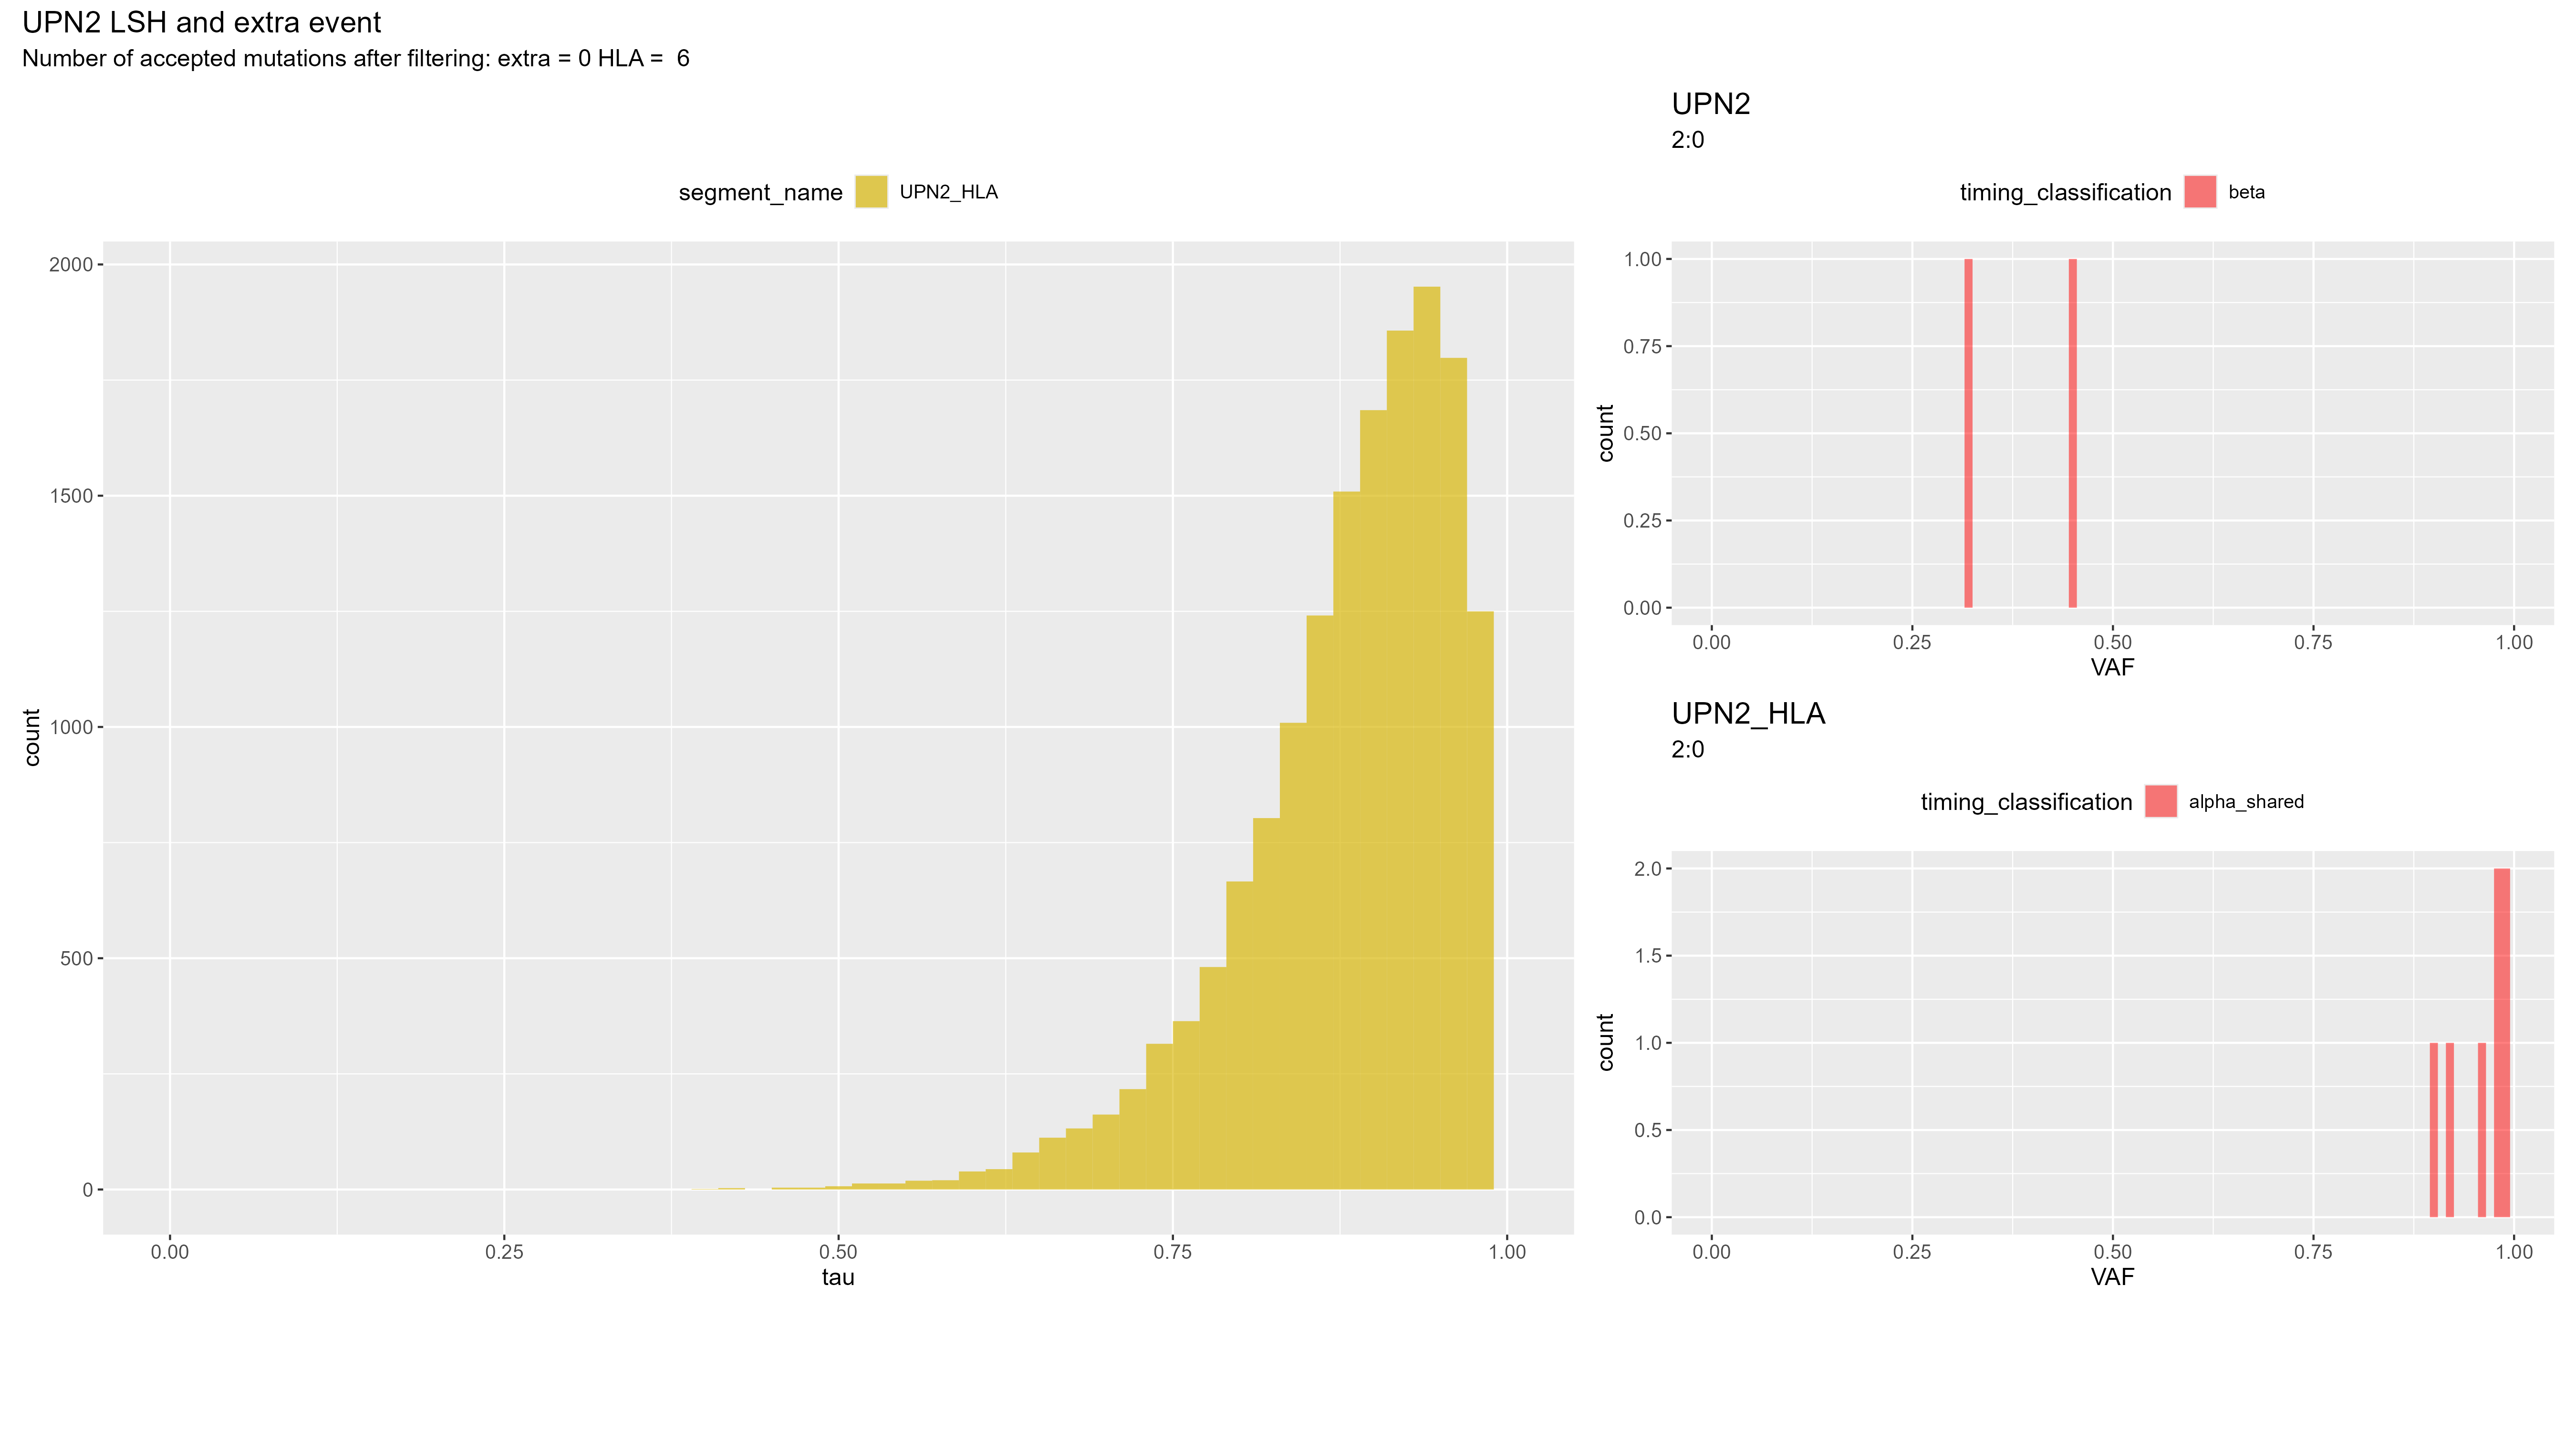 UPN2 LSH and extra event
Number of accepted mutations after filtering: extra = 0 HLA =  6
segment_name UPN2_HLA
2000
1500
1000
500
0
count
0.00 0.25 0.50 0.75 1.00
tau
UPN2
2:0
timing_classification beta
1.00
0.75
0.50
0.25
0.00
count
0.00 0.25 0.50 0.75 1.00
VAF
UPN2_HLA
2:0
timing_classification alpha_shared
2.0
1.5
1.0
0.5
0.0
count
0.00 0.25 0.50 0.75 1.00
VAF